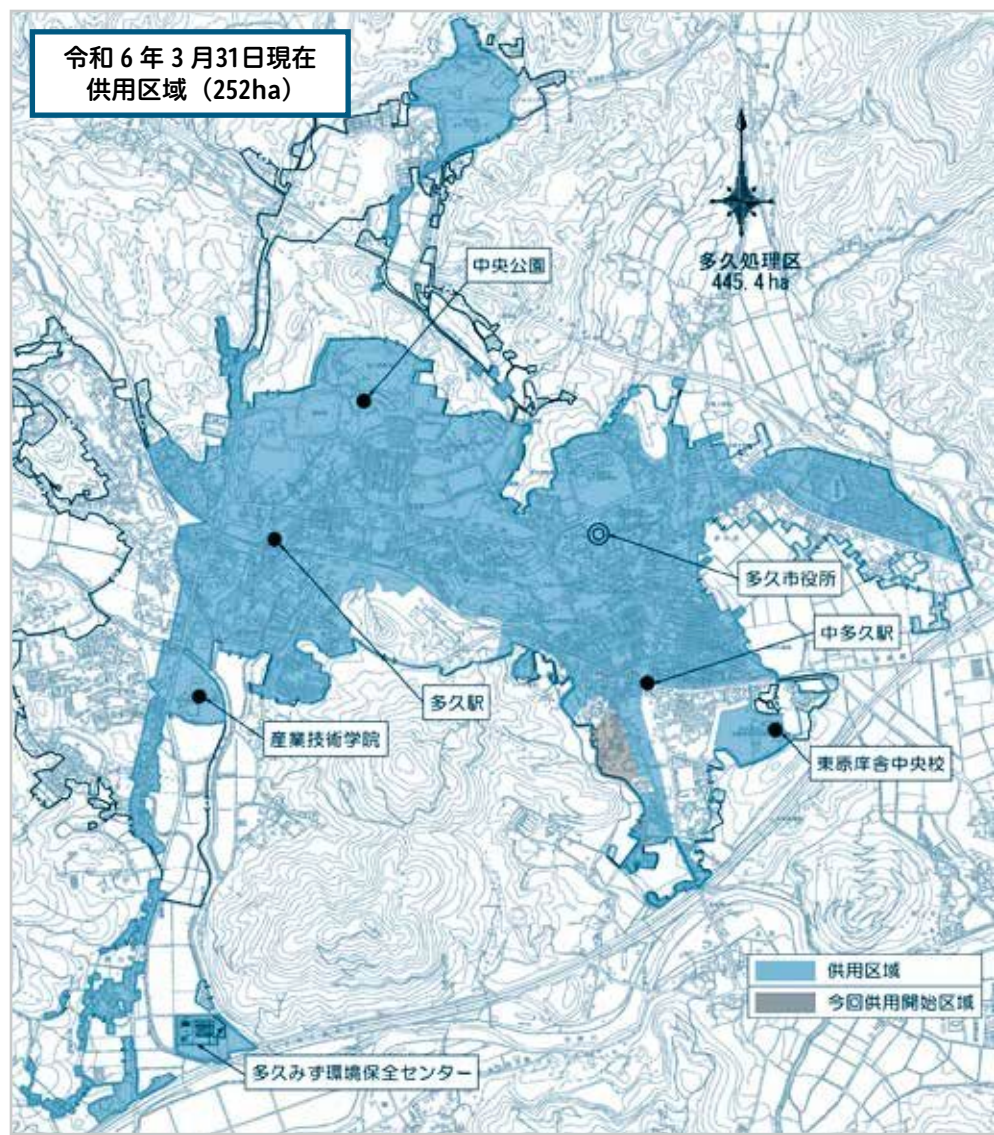 令和6年3月31日現在
供用区域（252ha）
中央公園
多久処理区
445.4ha
多久市役所
中多久駅
多久駅
産業技術学院
東原庠舎中央校
供用区域
今回供用開始区域
多久みず環境保全センター